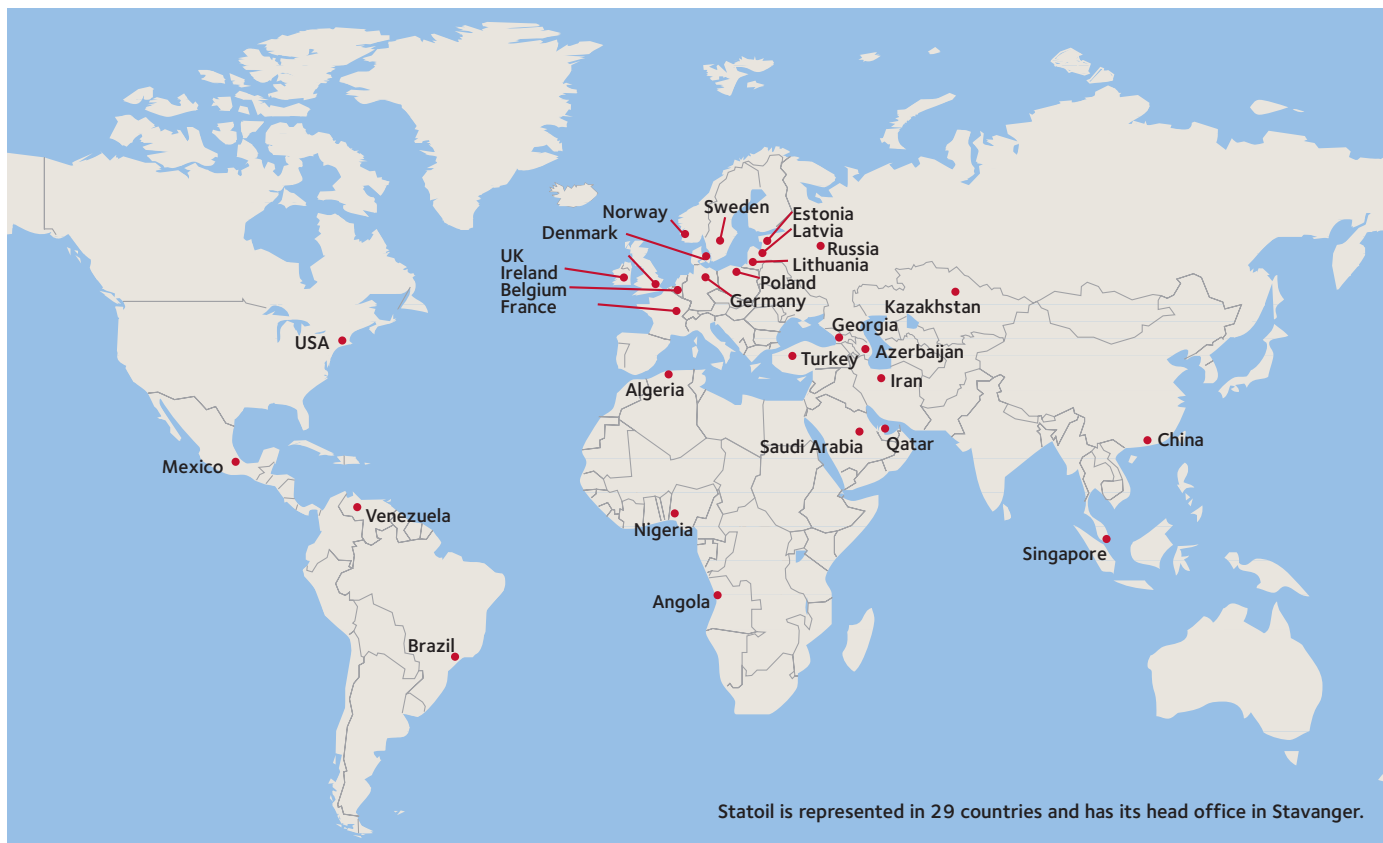 Norway
Sweden
Estonia
Denmark
Latvia
Russia
UK
Lithuania
Ireland
Poland
Belgium
Germany
France
Kazakhstan
Georgia
USA
Azerbaijan
Turkey
Iran
Algeria
China
Saudi Arabia
Qatar
Mexico
Venezuela
Nigeria
Singapore
Angola
Brazil
Statoil is represented in 29 countries and has its head office in Stavanger.